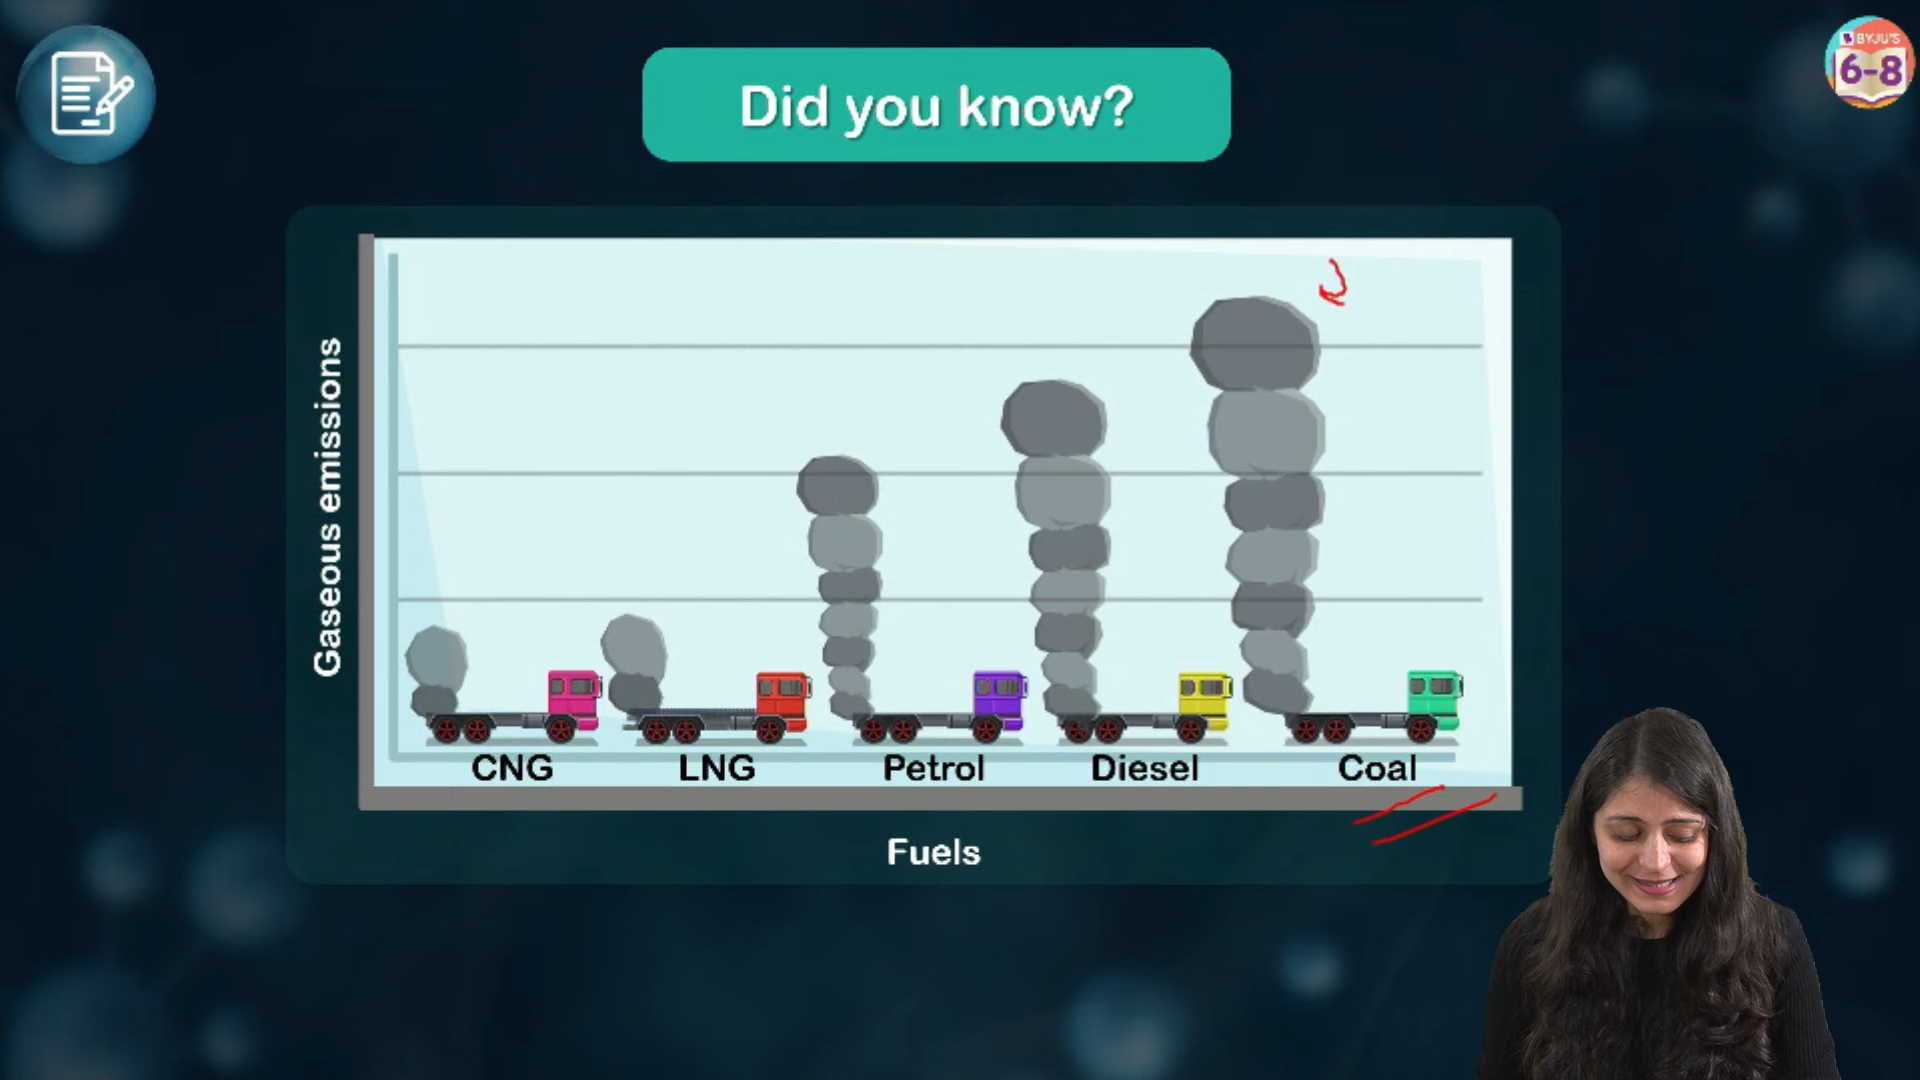 Did you know?
BYJU'S
6-8
Gaseous emissions
CNG LNG Petrol Diesel Coal
Fuels